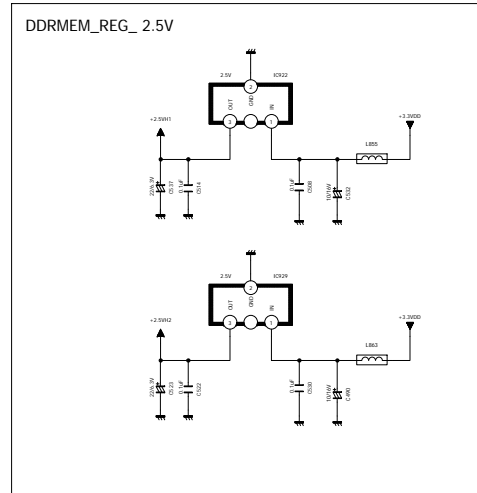 DDRMEM_REG_ 2.5V
2.5V IC922
2
OUT GND IN
3 1
+2.5VH1 +3.3VDD
L855
22/6.3V C537 0.1uF C514 0.1uF C508 10/16V C532
2.5V IC929
2
OUT GND IN
3 1
+2.5VH2 +3.3VDD
L863
22/6.3V C523 0.1uF C522 0.1uF C530 10/16V C490